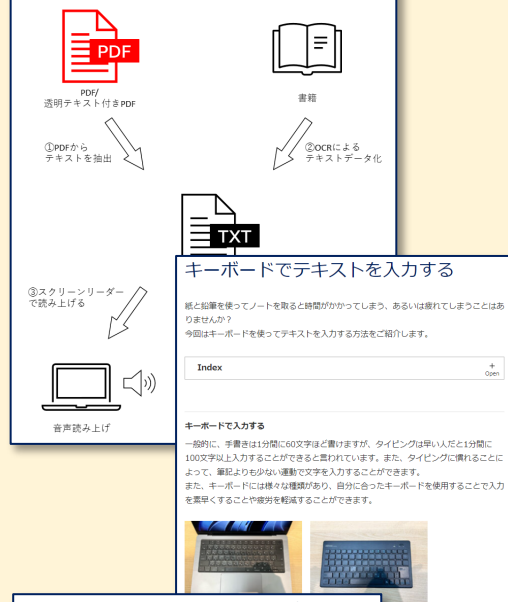 PDF
PDF/
透明テキスト付きPDF
書籍
①PDFから
テキストを抽出
②OCRによる
テキストデータ化
TXT
③スクリーンリーダー
で読み上げる
音声読み上げ
キーボードでテキストを入力する
紙と鉛筆を使ってノートを取ると時間がかかってしまう、あるいは疲れてしまうことはあ
りませんか？
今回はキーボードを使ってテキストを入力する方法をご紹介します。
Index
+
Open
キーボードで入力する
一般的に、手書きは1分間に60文字ほど書けますが、タイピングは早い人だと1分間に
100文字以上入力することができると言われています。また、タイピングに慣れることに
よって、筆記よりも少ない運動で文字を入力することができます。
また、キーボードには様々な種類があり、自分に合ったキーボードを使用することで入力
を素早くすることや疲労を軽減することができます。